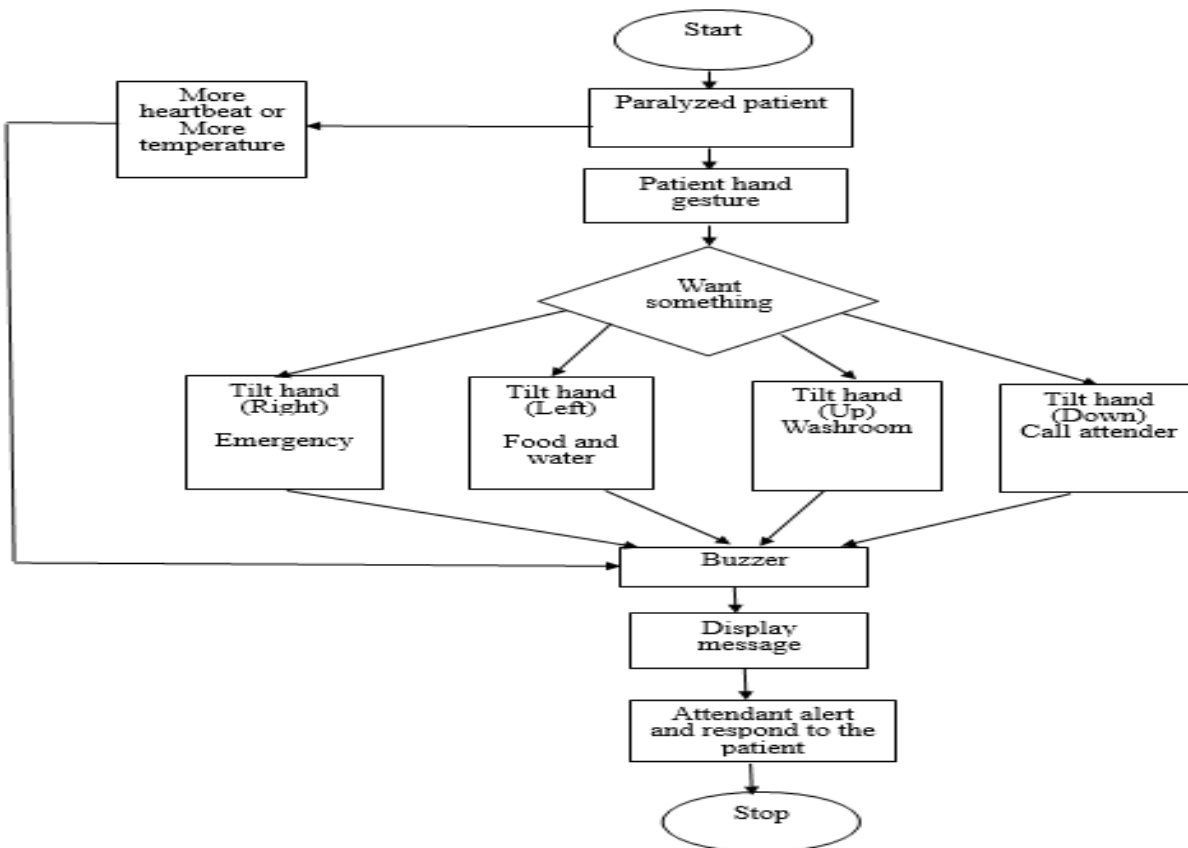 Start
More
heartbeat or
More
temperature
Paralyzed patient
Patient hand
gesture
Want
something
Tilt hand
(Right)
Emergency
Tilt hand
(Left)
Food and
water
Tilt hand
(Up)
Washroom
Tilt hand
(Down)
Call attender
Buzzer
Display
message
Attendant alert
and respond to the
patient
Stop